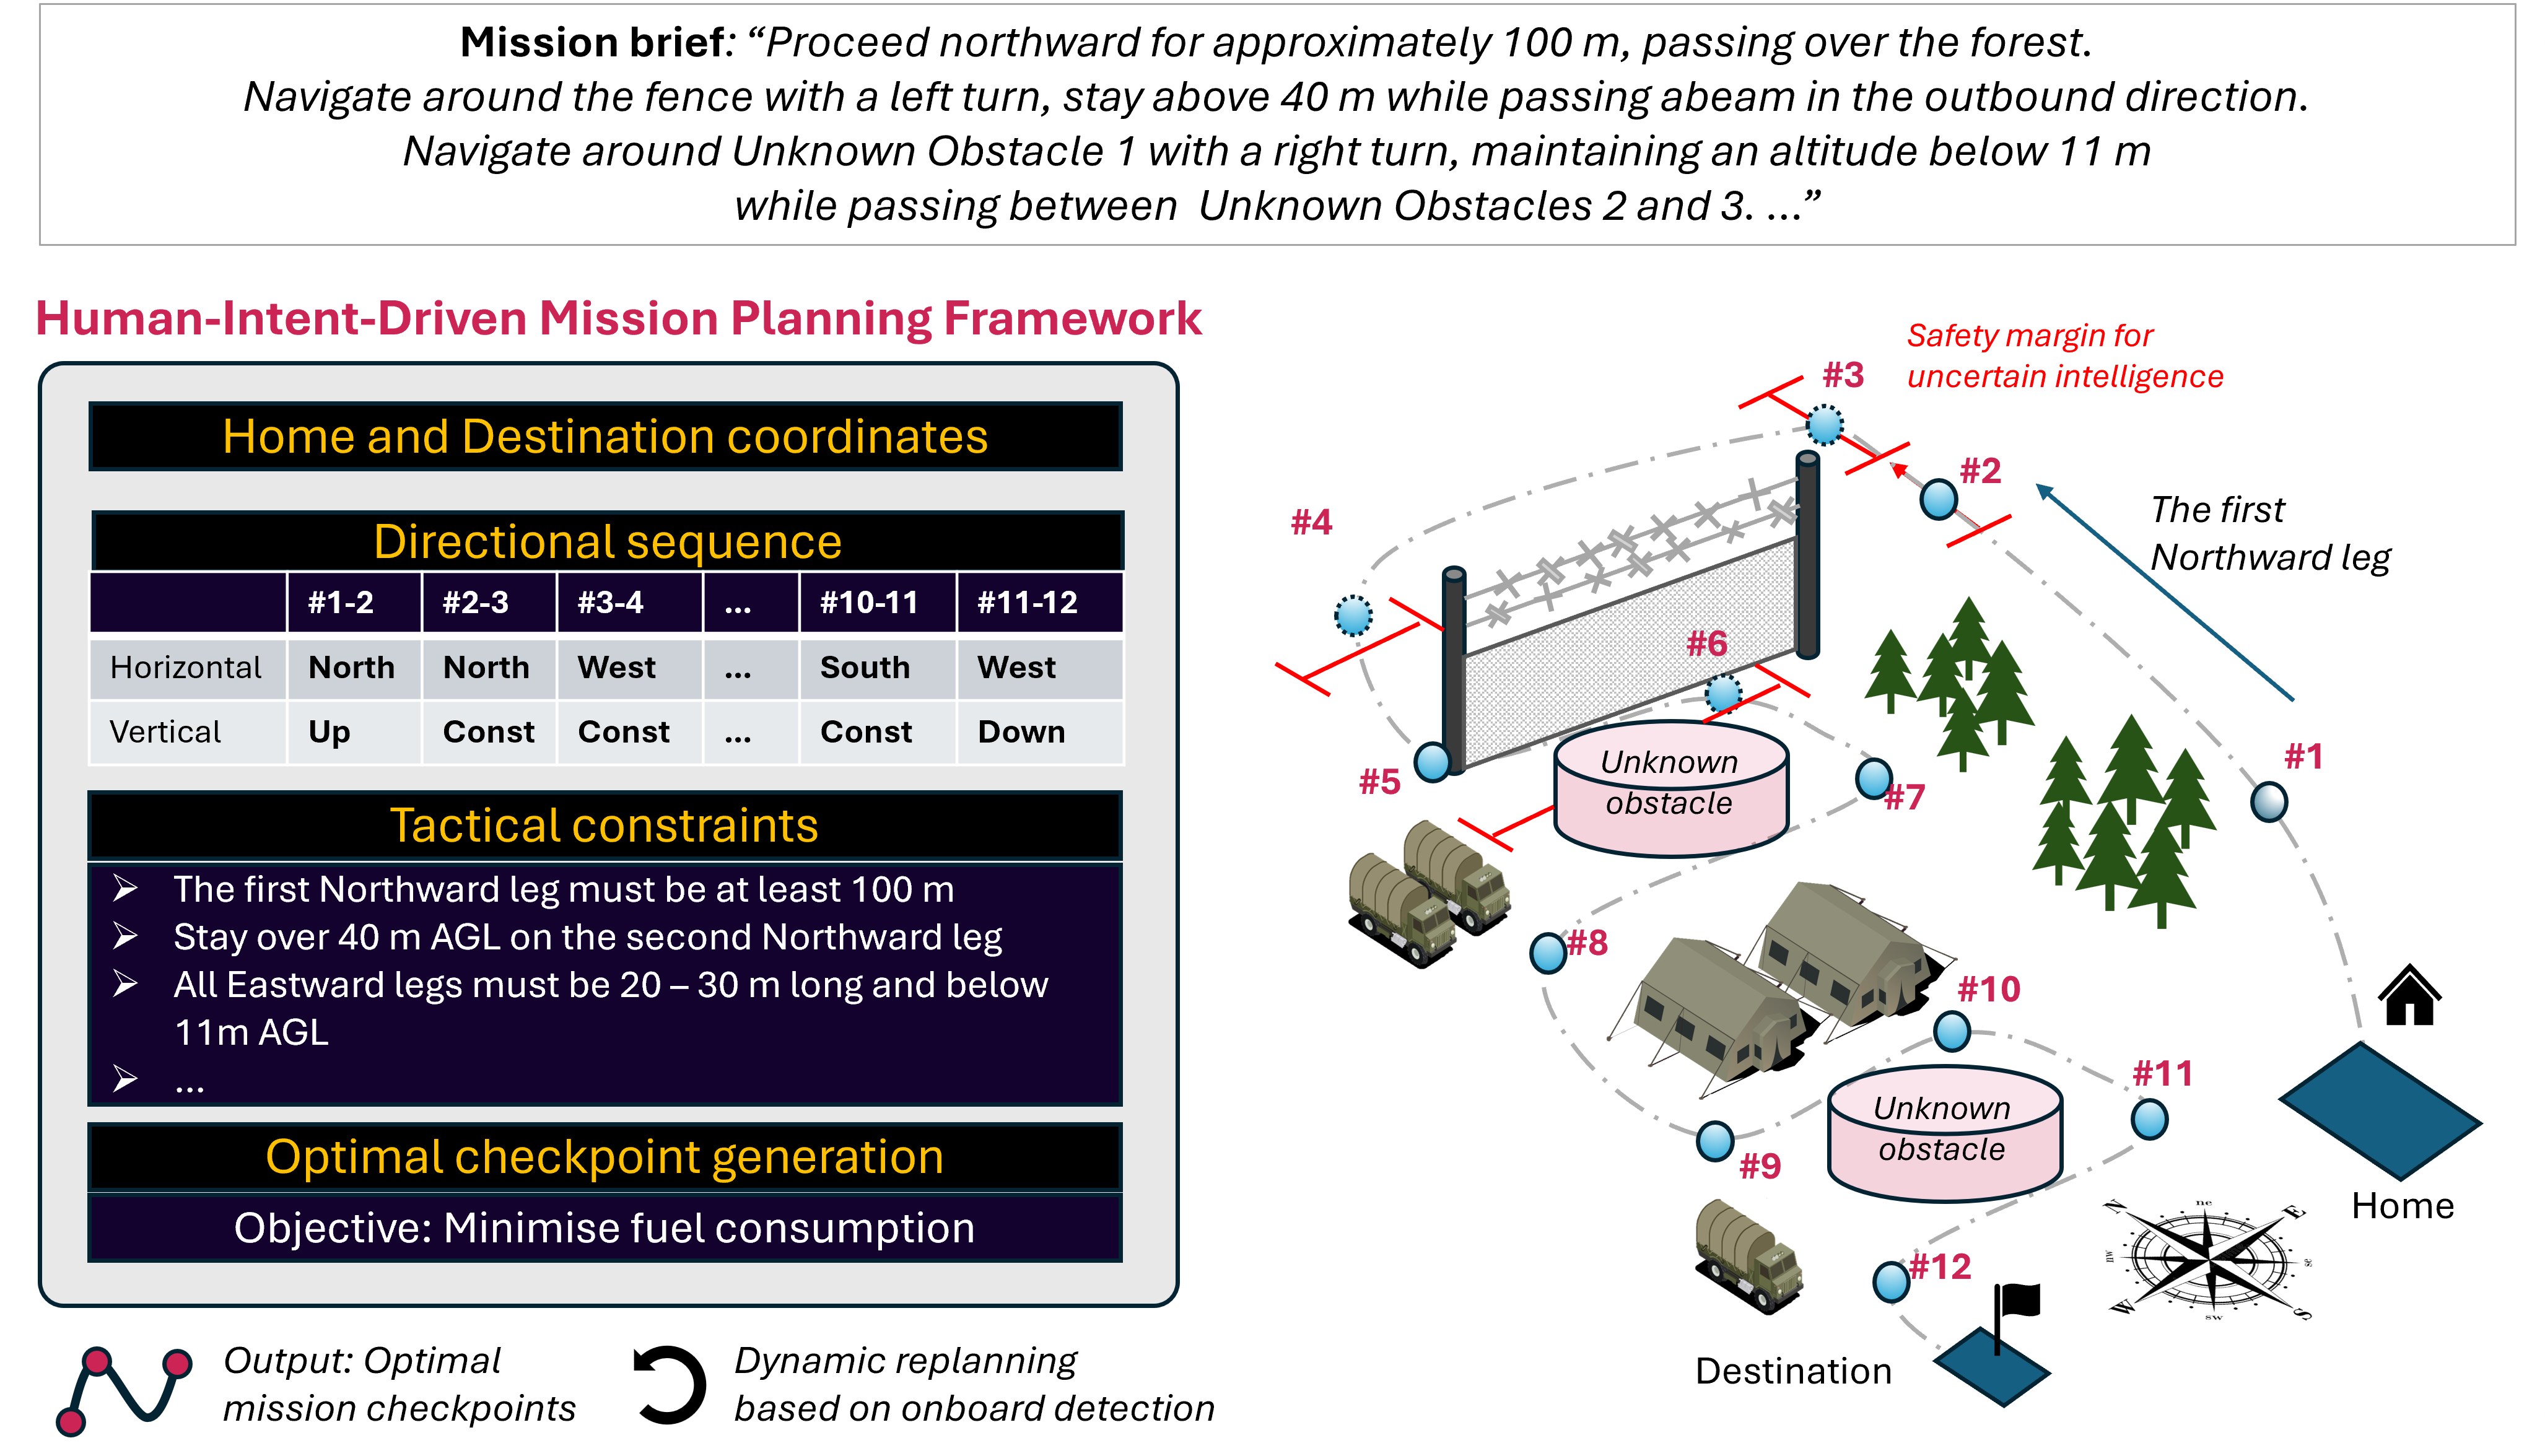 Mission brief: “Proceed northward for approximately 100 m, passing over the forest.
Navigate around the fence with a left turn, stay above 40 m while passing abeam in the outbound direction.
Navigate around Unknown Obstacle 1 with a right turn, maintaining an altitude below 11 m
while passing between Unknown Obstacles 2 and 3. ...”
Human-Intent-Driven Mission Planning Framework
Home and Destination coordinates
Directional sequence
#1-2 #2-3 #3-4 ... #10-11 #11-12
Horizontal North North West ... South West
Vertical Up Const Const ... Const Down
Tactical constraints
➢ The first Northward leg must be at least 100 m
➢ Stay over 40 m AGL on the second Northward leg
➢ All Eastward legs must be 20 – 30 m long and below
11m AGL
➢ ...
Optimal checkpoint generation
Objective: Minimise fuel consumption
Output: Optimal
mission checkpoints
Dynamic replanning
based on onboard detection
Safety margin for
uncertain intelligence
#3
#2
#4
The first
Northward leg
#6
#1
#5
Unknown
obstacle
#7
#8
#10
#11
Unknown
obstacle
#9
Home
#12
Destination
N
ne
E
nw
se
W
sw
S